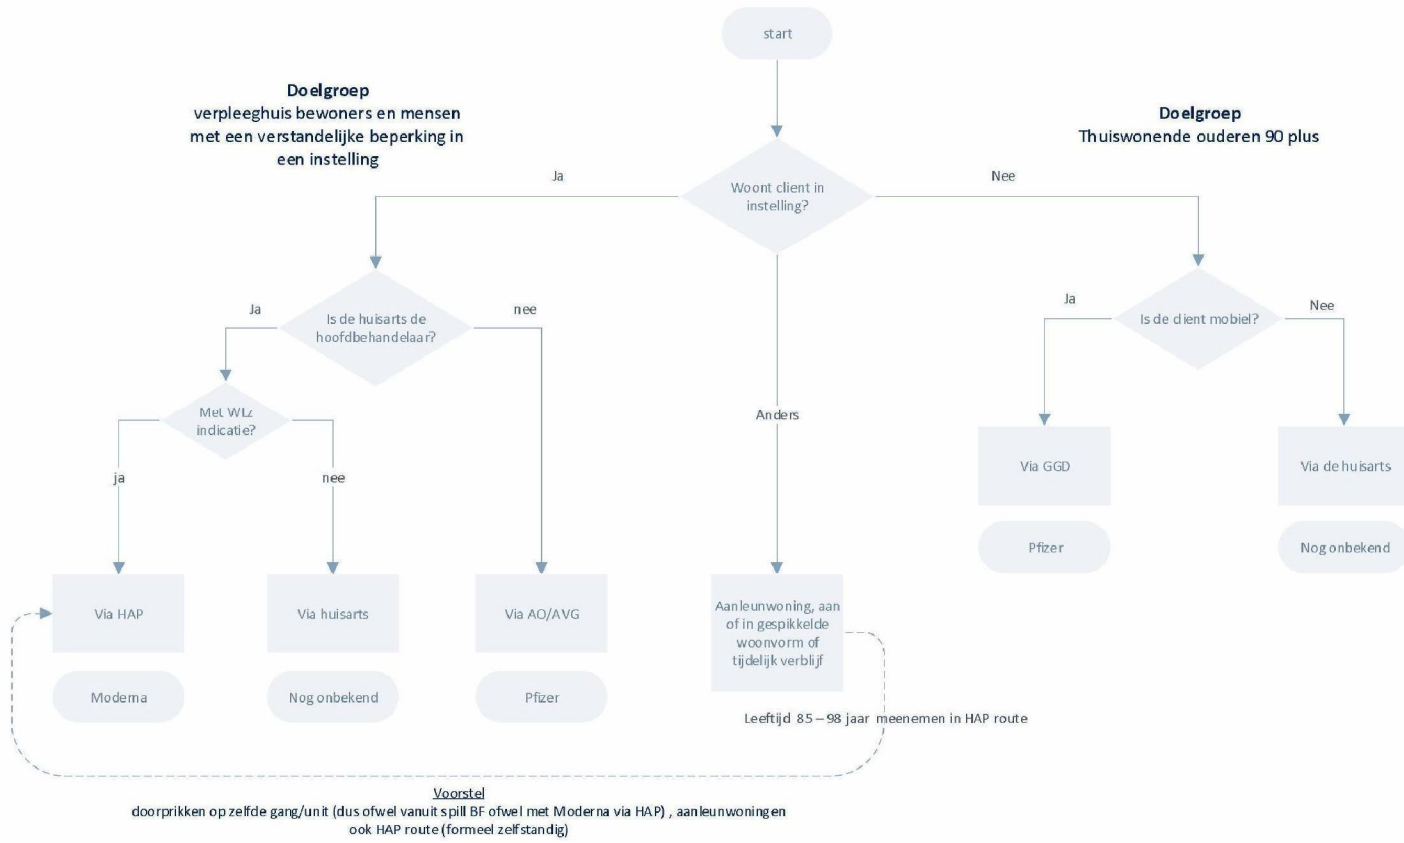 start
Doelgroep
verpleeghuis bewoners en mensen
met een verstandelijke beperking in
een instelling
Doelgroep
Thuiswonende ouderen 90 plus
Ja
Woont client in
instelling?
Nee
Ja
Is de huisarts de
hoofdbehandelaar?
nee
Ja
Is de client mobiel?
Nee
Met WLz
indicatie?
Anders
ja
nee
Via GGD
Via de huisarts
Pfizer
Nog onbekend
Via HAP
Via huisarts
Via AO/AVG
Aanleunwoning, aan
of in gespikkelde
woonvorm of
tijdelijk verblijf
Moderna
Nog onbekend
Pfizer
Leeftijd 85 – 98 jaar meenemen in HAP route
Voorstel
doorprikken op zelfde gang/unit (dus ofwel vanuit spill BF ofwel met Moderna via HAP) , aanleunwoningen
ook HAP route (formeel zelfstandig)